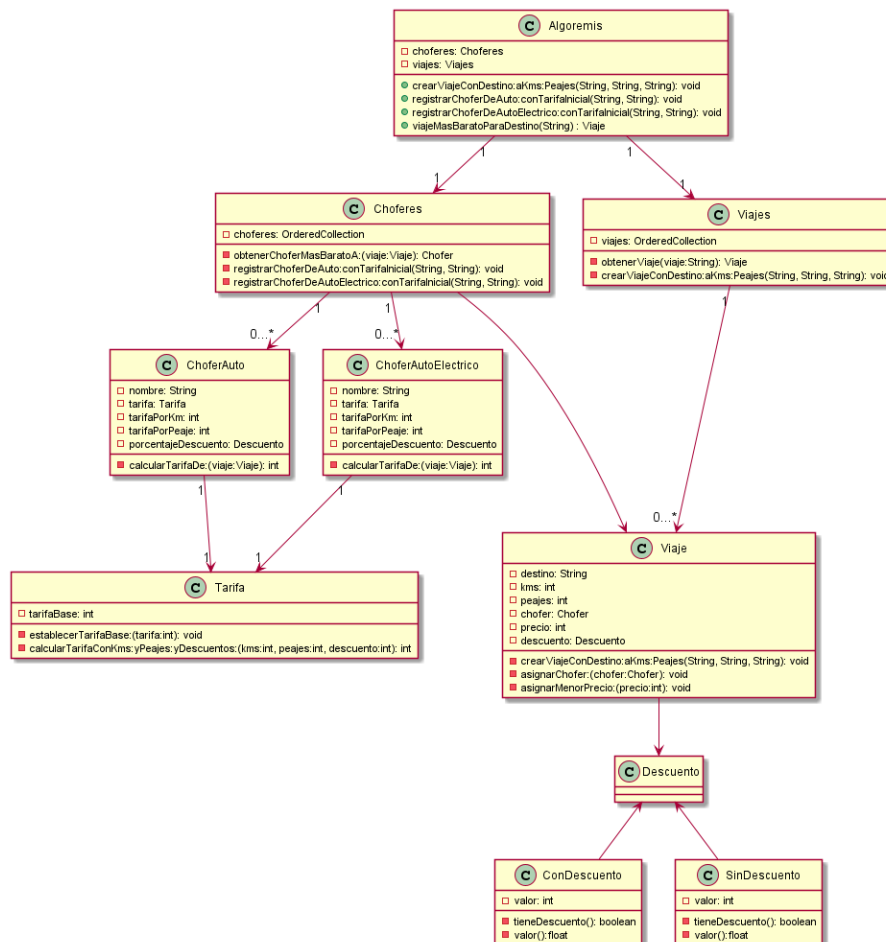 C Algoremis
choferes: Choferes
viajes: Viajes
crearViajeConDestino:aKms:Peajes(String, String, String): void
registrarChoferDeAuto:conTarifaInicial(String, String): void
registrarChoferDeAutoElectrico:conTarifaInicial(String, String): void
viajeMasBaratoParaDestino(String) : Viaje
1
1
1
1
C Choferes
choferes: OrderedCollection
obtenerChoferMasBaratoA:(viaje:Viaje): Chofer
registrarChoferDeAuto:conTarifaInicial(String, String): void
registrarChoferDeAutoElectrico:conTarifaInicial(String, String): void
C Viajes
viajes: OrderedCollection
obtenerViaje(viaje:String): Viaje
crearViajeConDestino:aKms:Peajes(String, String, String): void
1
1
1
0...*
0...*
C ChoferAuto
nombre: String
tarifa: Tarifa
tarifaPorKm: int
tarifaPorPeaje: int
porcentajeDescuento: Descuento
calcularTarifaDe:(viaje:Viaje): int
C ChoferAutoElectrico
nombre: String
tarifa: Tarifa
tarifaPorKm: int
tarifaPorPeaje: int
porcentajeDescuento: Descuento
calcularTarifaDe:(viaje:Viaje): int
1
1
0...*
1
1
C Tarifa
tarifaBase: int
establecerTarifaBase:(tarifa:int): void
calcularTarifaConKms:yPeajes:yDescuentos:(kms:int, peajes:int, descuento:int): int
C Viaje
destino: String
kms: int
peajes: int
chofer: Chofer
precio: int
descuento: Descuento
crearViajeConDestino:aKms:Peajes(String, String, String): void
asignarChofer:(chofer:Chofer): void
asignarMenorPrecio:(precio:int): void
C Descuento
C ConDescuento
valor: int
tieneDescuento(): boolean
valor():float
C SinDescuento
valor: int
tieneDescuento(): boolean
valor():float